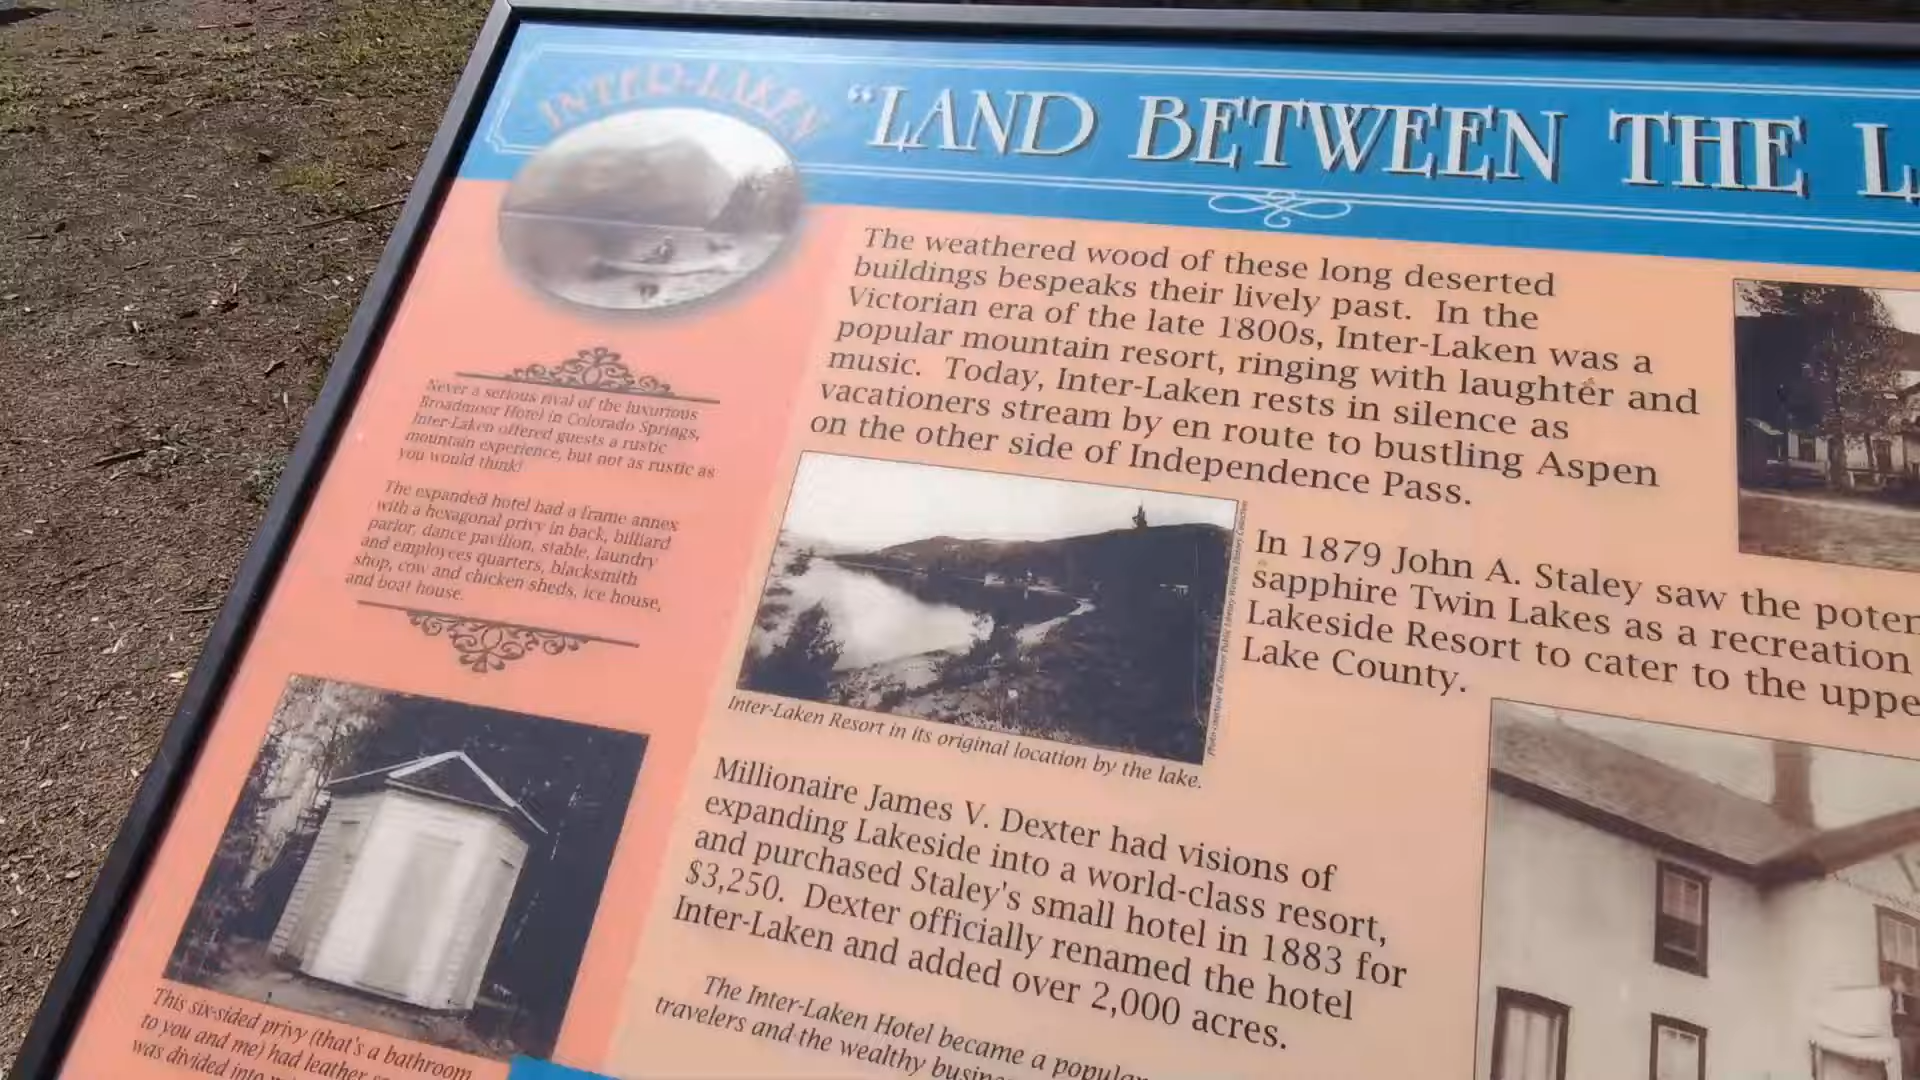 INTER-LAKEN
"LAND BETWEEN THE L
Never a serious rival of the luxurious
Broadmoor Hotel in Colorado Springs,
Inter-Laken offered guests a rustic
mountain experience, but not as rustic as
you would think!
The expanded hotel had a frame annex
with a hexagonal privy in back, billiard
parlor, dance pavilion, stable, laundry
and employees quarters, blacksmith
shop, cow and chicken sheds, ice house,
and boat house.
This six-sided privy (that's a bathroom
to you and me) had leather
was divided into
The weathered wood of these long deserted
buildings bespeaks their lively past. In the
Victorian era of the late 1800s, Inter-Laken was a
popular mountain resort, ringing with laughter and
music. Today, Inter-Laken rests in silence as
vacationers stream by en route to bustling Aspen
on the other side of Independence Pass.
Inter-Laken Resort in its original location by the lake.
In 1879 John A. Staley saw the poten
sapphire Twin Lakes as a recreation
Lakeside Resort to cater to the uppe
Lake County.
Millionaire James V. Dexter had visions of
expanding Lakeside into a world-class resort,
and purchased Staley's small hotel in 1883 for
$3,250. Dexter officially renamed the hotel
Inter-Laken and added over 2,000 acres.
The Inter-Laken Hotel became a popular
travelers and the wealthy busin